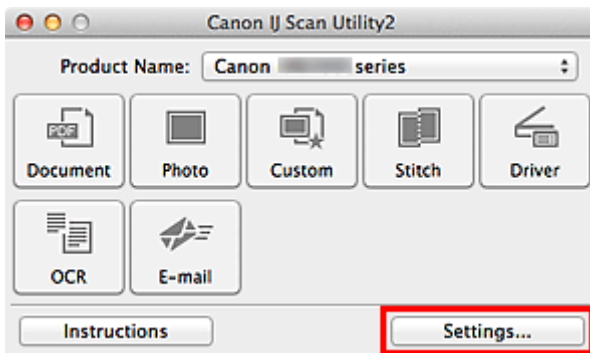 Canon IJ Scan Utility2
Product Name: Canon series
PDF
Document Photo Custom Stitch Driver
OCR E-mail
Instructions Settings...